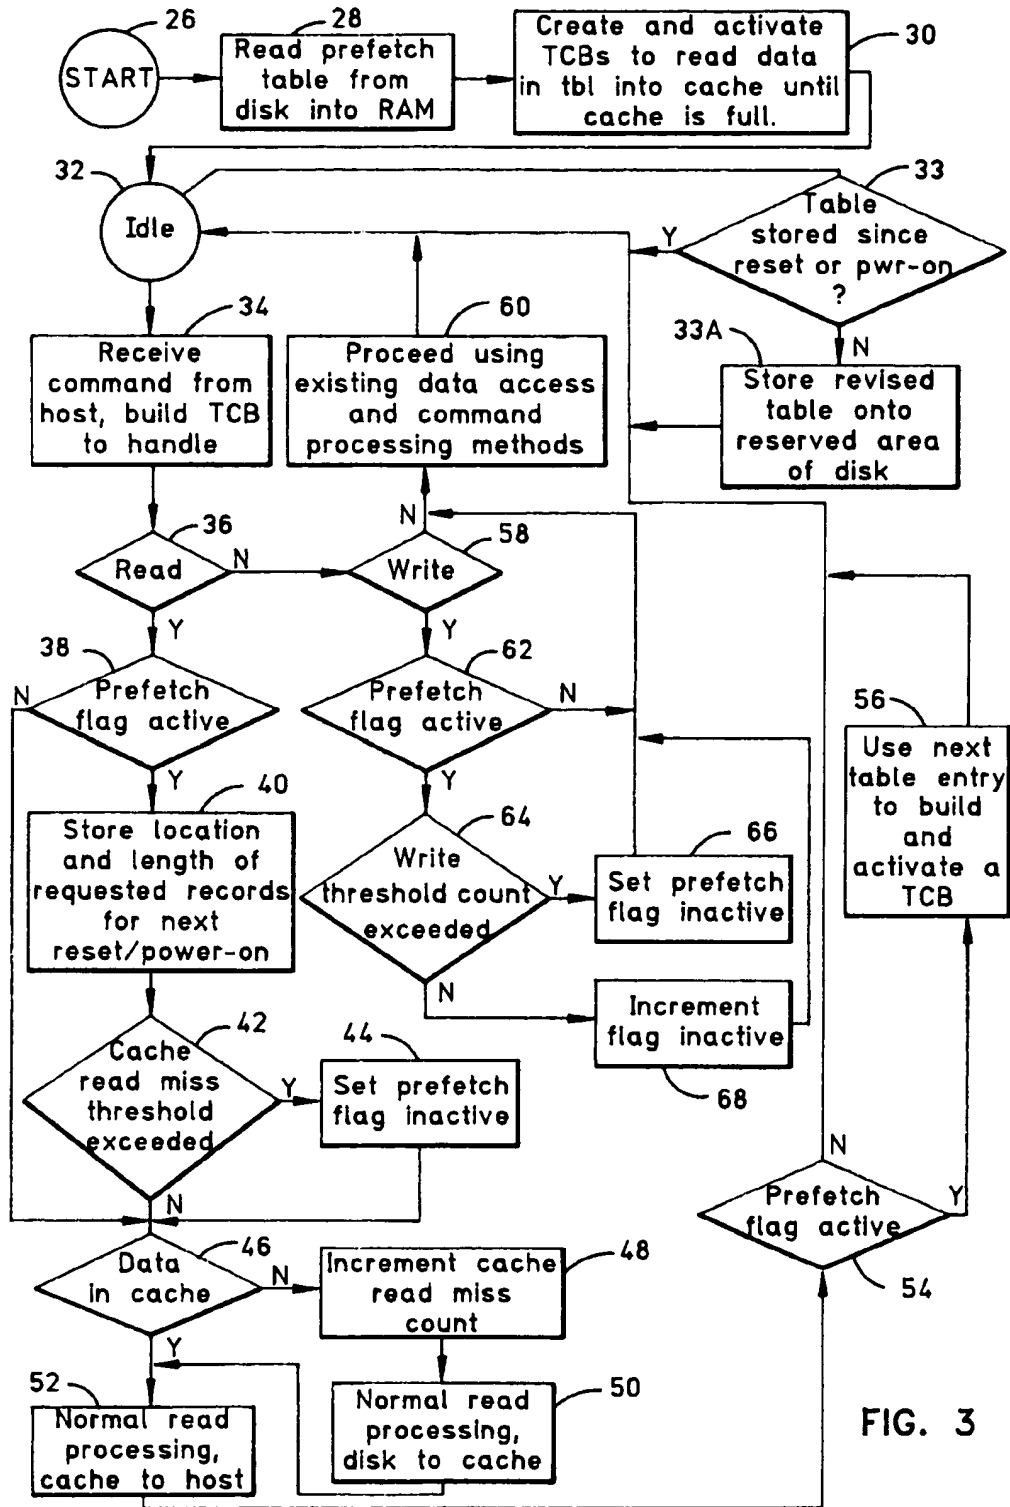 26
START
28
Read prefetch
table from
disk into RAM
30
Create and activate
TCBs to read data
in tbl into cache until
cache is full.
32
Idle
33
Table
stored since
reset or pwr-on
?
Y
N
33A
Store revised
table onto
reserved area
of disk
34
Receive
command from
host, build TCB
to handle
60
Proceed using
existing data access
and command
processing methods
36
Read
N
Y
58
Write
N
Y
38
Prefetch
flag active
N
Y
62
Prefetch
flag active
N
Y
40
Store location
and length of
requested records
for next
reset/power-on
64
Write
threshold count
exceeded
Y
N
66
Set prefetch
flag inactive
Increment
flag inactive
68
56
Use next
table entry
to build
and
activate a
TCB
42
Cache
read miss
threshold
exceeded
Y
N
44
Set prefetch
flag inactive
46
Data
in cache
N
Y
48
Increment cache
read miss
count
50
Normal read
processing,
disk to cache
52
Normal read
processing,
cache to host
N
Prefetch
flag active
Y
54
FIG. 3